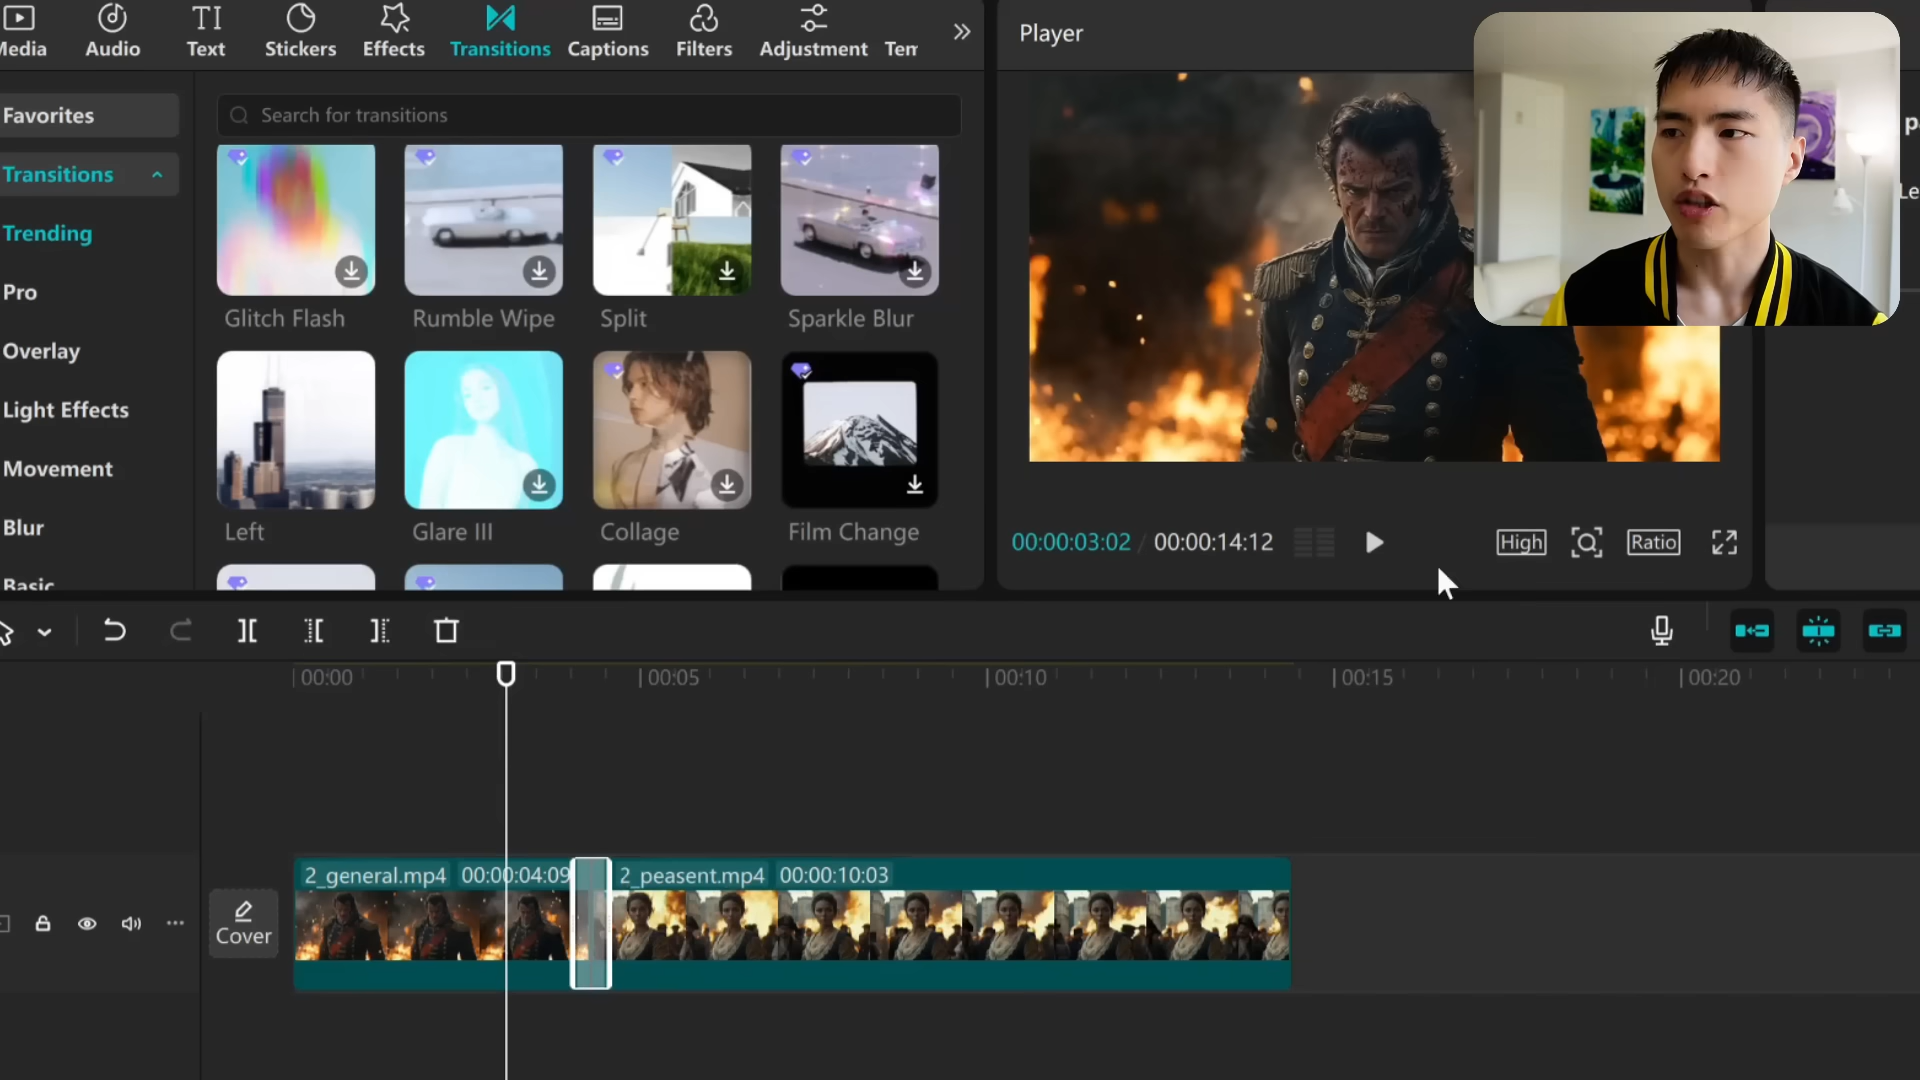 Media
Audio
Text
Stickers
Effects
Transitions
Captions
Filters
Adjustment
Tem
Player
Favorites
Search for transitions
Transitions
Trending
Pro
Overlay
Light Effects
Movement
Blur
Basic
Glitch Flash
Rumble Wipe
Split
Sparkle Blur
Left
Glare III
Collage
Film Change
00:00:03:02 / 00:00:14:12
High
Ratio
Le
00:00
00:05
00:10
00:15
00:20
2_general.mp4 00:00:04:09
2_peasent.mp4 00:00:10:03
Cover